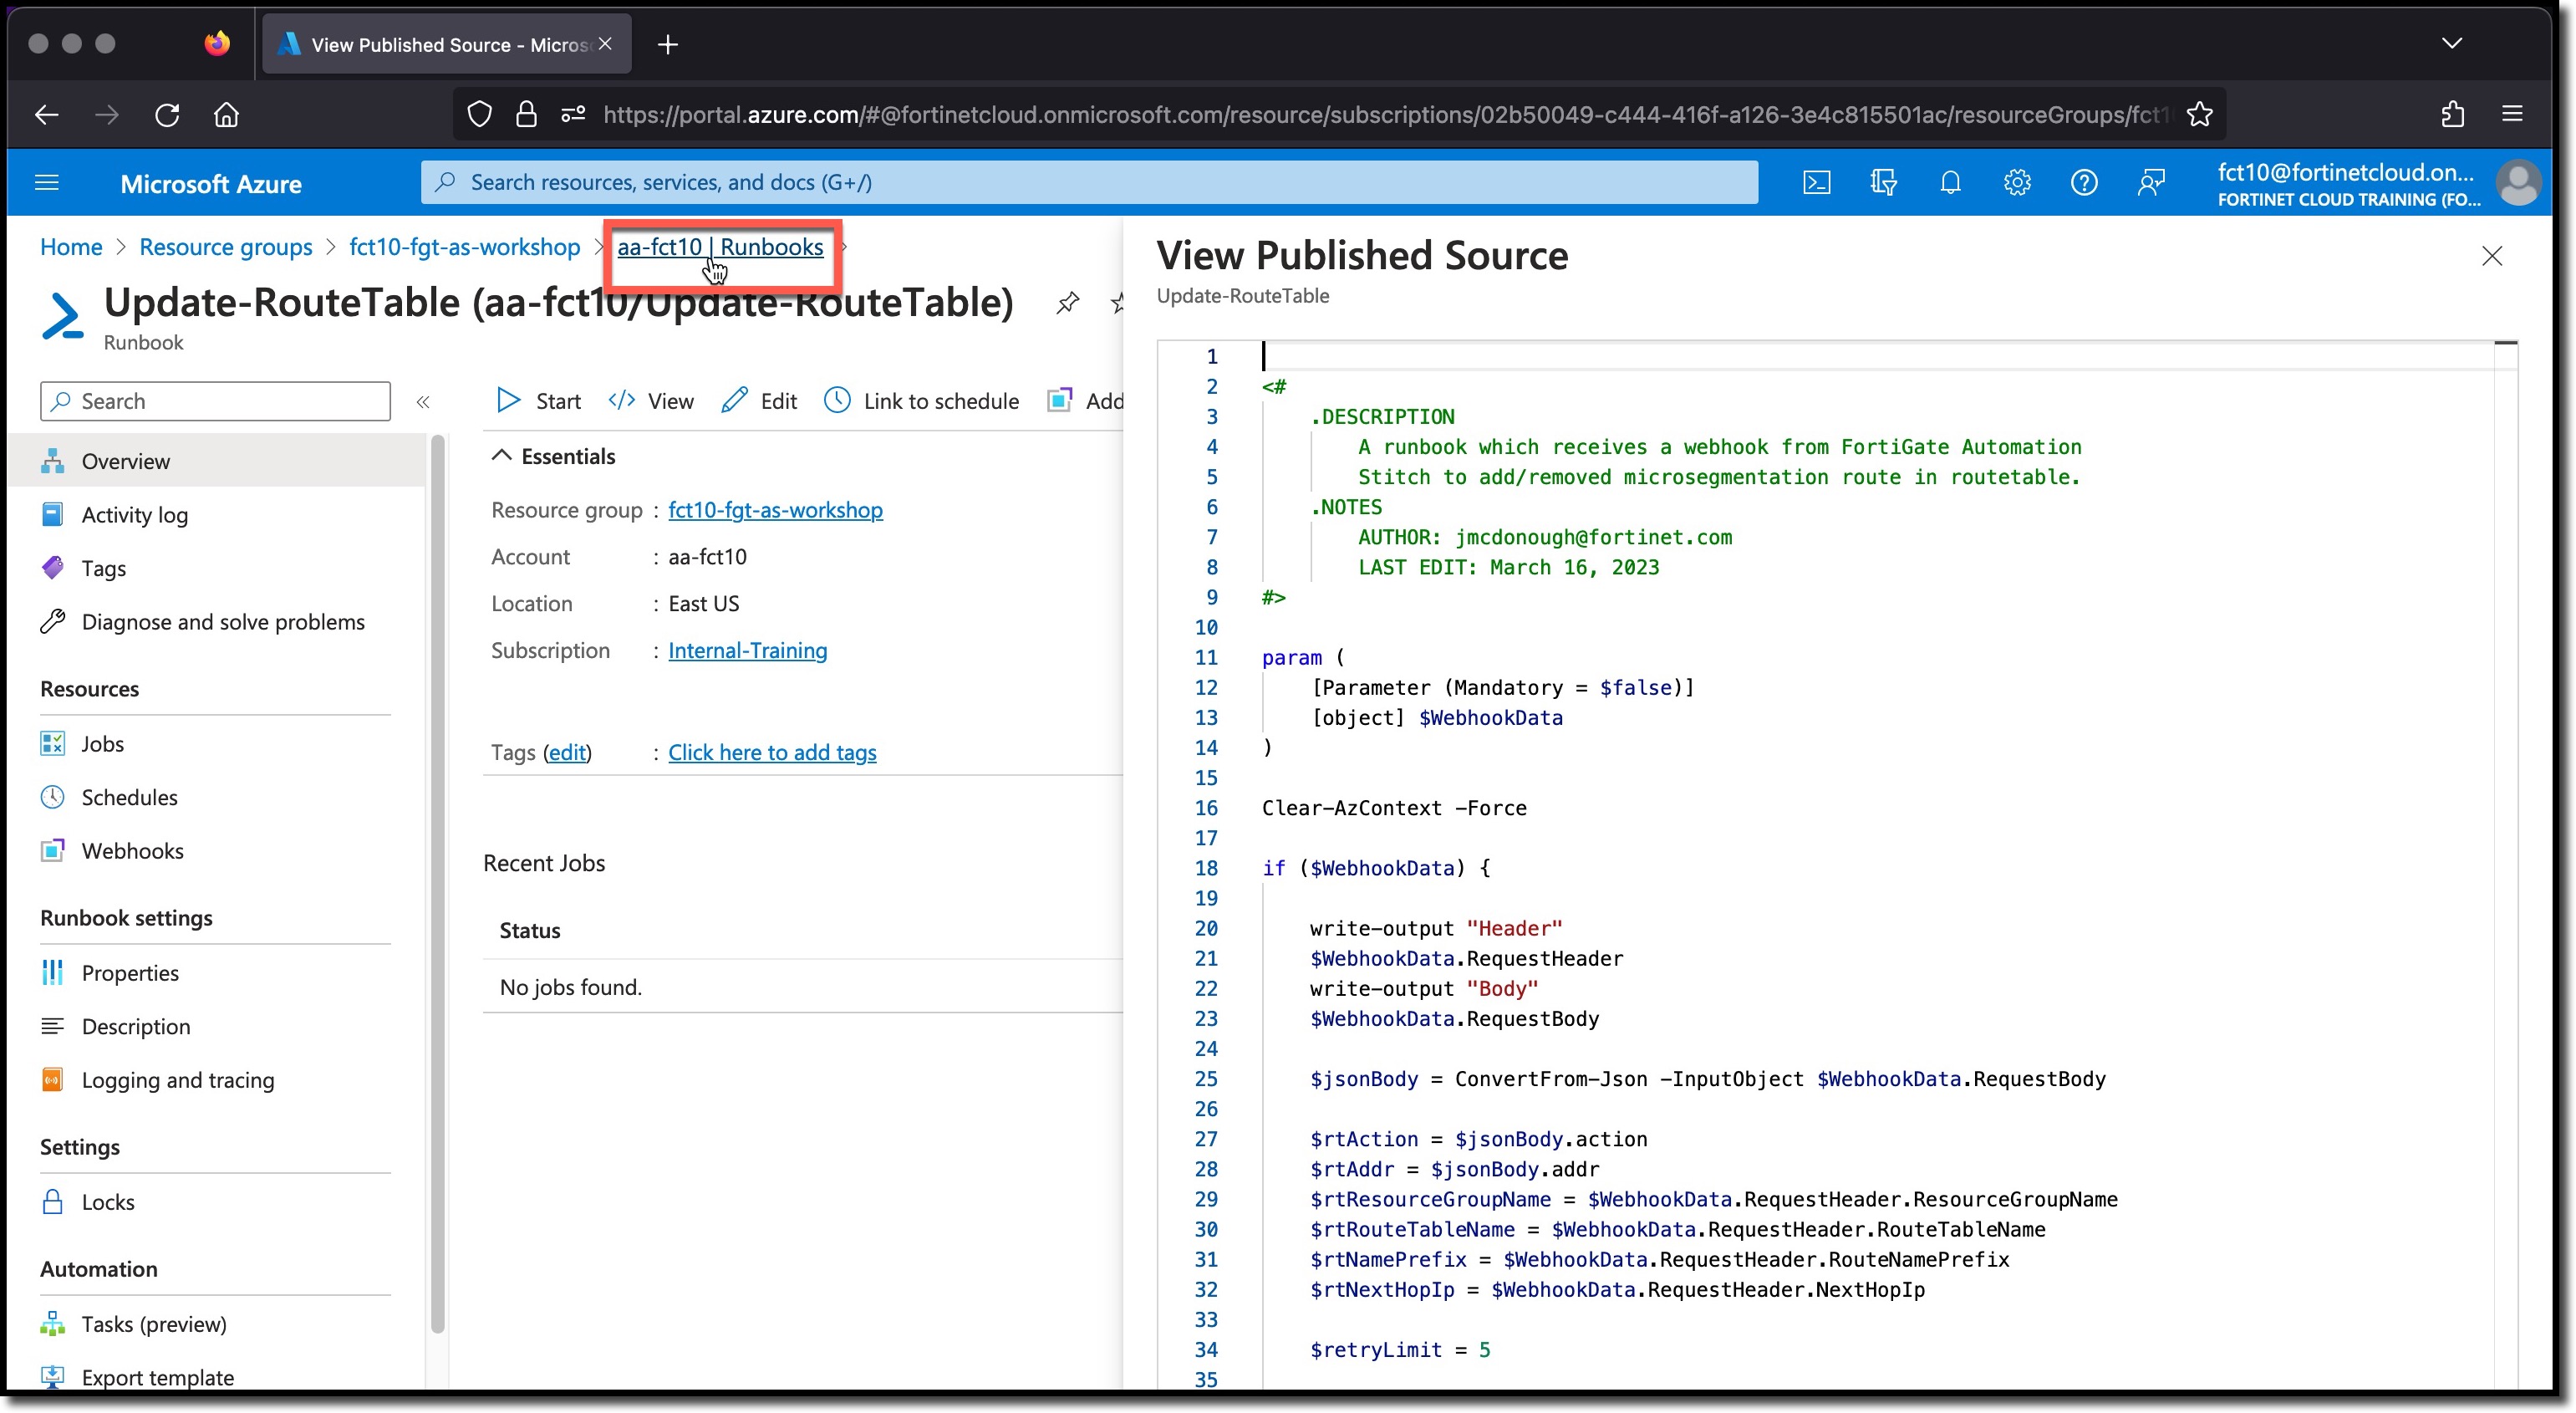 View Published Source - Micros
https://portal.azure.com/#@fortinetcloud.onmicrosoft.com/resource/subscriptions/02b50049-c444-416f-a126-3e4c815501ac/resourceGroups/fct1
Microsoft Azure
Search resources, services, and docs (G+/)
fct10@fortinetcloud.on...
FORTINET CLOUD TRAINING (FO...
Home > Resource groups > fct10-fgt-as-workshop > aa-fct10 | Runbooks >
Update-RouteTable (aa-fct10/Update-RouteTable)
Runbook
Search
«
Overview
Activity log
Tags
Diagnose and solve problems
Resources
Jobs
Schedules
Webhooks
Runbook settings
Properties
Description
Logging and tracing
Settings
Locks
Automation
Tasks (preview)
Export template
Start
View
Edit
Link to schedule
Add
Essentials
Resource group : fct10-fgt-as-workshop
Account : aa-fct10
Location : East US
Subscription : Internal-Training
Tags (edit) : Click here to add tags
Recent Jobs
Status
No jobs found.
View Published Source
Update-RouteTable
1
2 <#
3 .DESCRIPTION
4 A runbook which receives a webhook from FortiGate Automation
5 Stitch to add/removed microsegmentation route in routetable.
6 .NOTES
7 AUTHOR: jmcdonough@fortinet.com
8 LAST EDIT: March 16, 2023
9 #>
10
11 param (
12 [Parameter (Mandatory = $false)]
13 [object] $WebhookData
14 )
15
16 Clear-AzContext -Force
17
18 if ($WebhookData) {
19
20 write-output "Header"
21 $WebhookData.RequestHeader
22 write-output "Body"
23 $WebhookData.RequestBody
24
25 $jsonBody = ConvertFrom-Json -InputObject $WebhookData.RequestBody
26
27 $rtAction = $jsonBody.action
28 $rtAddr = $jsonBody.addr
29 $rtResourceGroupName = $WebhookData.RequestHeader.ResourceGroupName
30 $rtRouteTableName = $WebhookData.RequestHeader.RouteTableName
31 $rtNamePrefix = $WebhookData.RequestHeader.RouteNamePrefix
32 $rtNextHopIp = $WebhookData.RequestHeader.NextHopIp
33
34 $retryLimit = 5
35